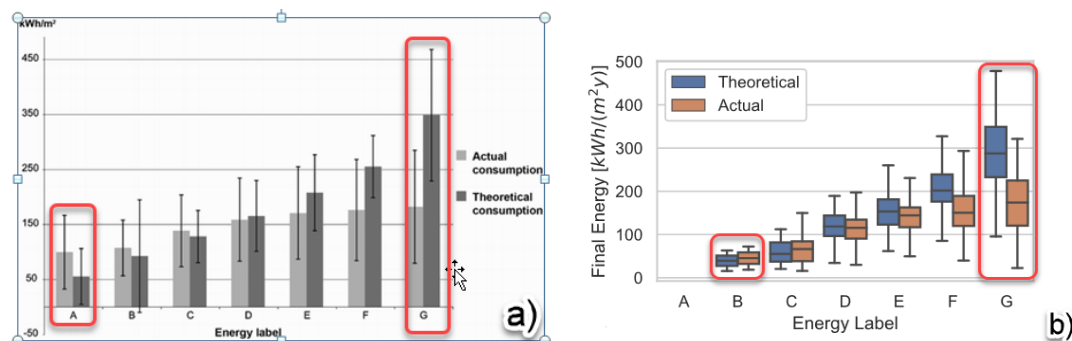 kWh/m²
450
350
250
150
50
-50
A B C D E F G
Energy label
Actual
consumption
Theoretical
consumption
a)
500
400
300
200
100
0
Final Energy [kWh/(m²y)]
Theoretical
Actual
A B C D E F G
Energy Label
b)